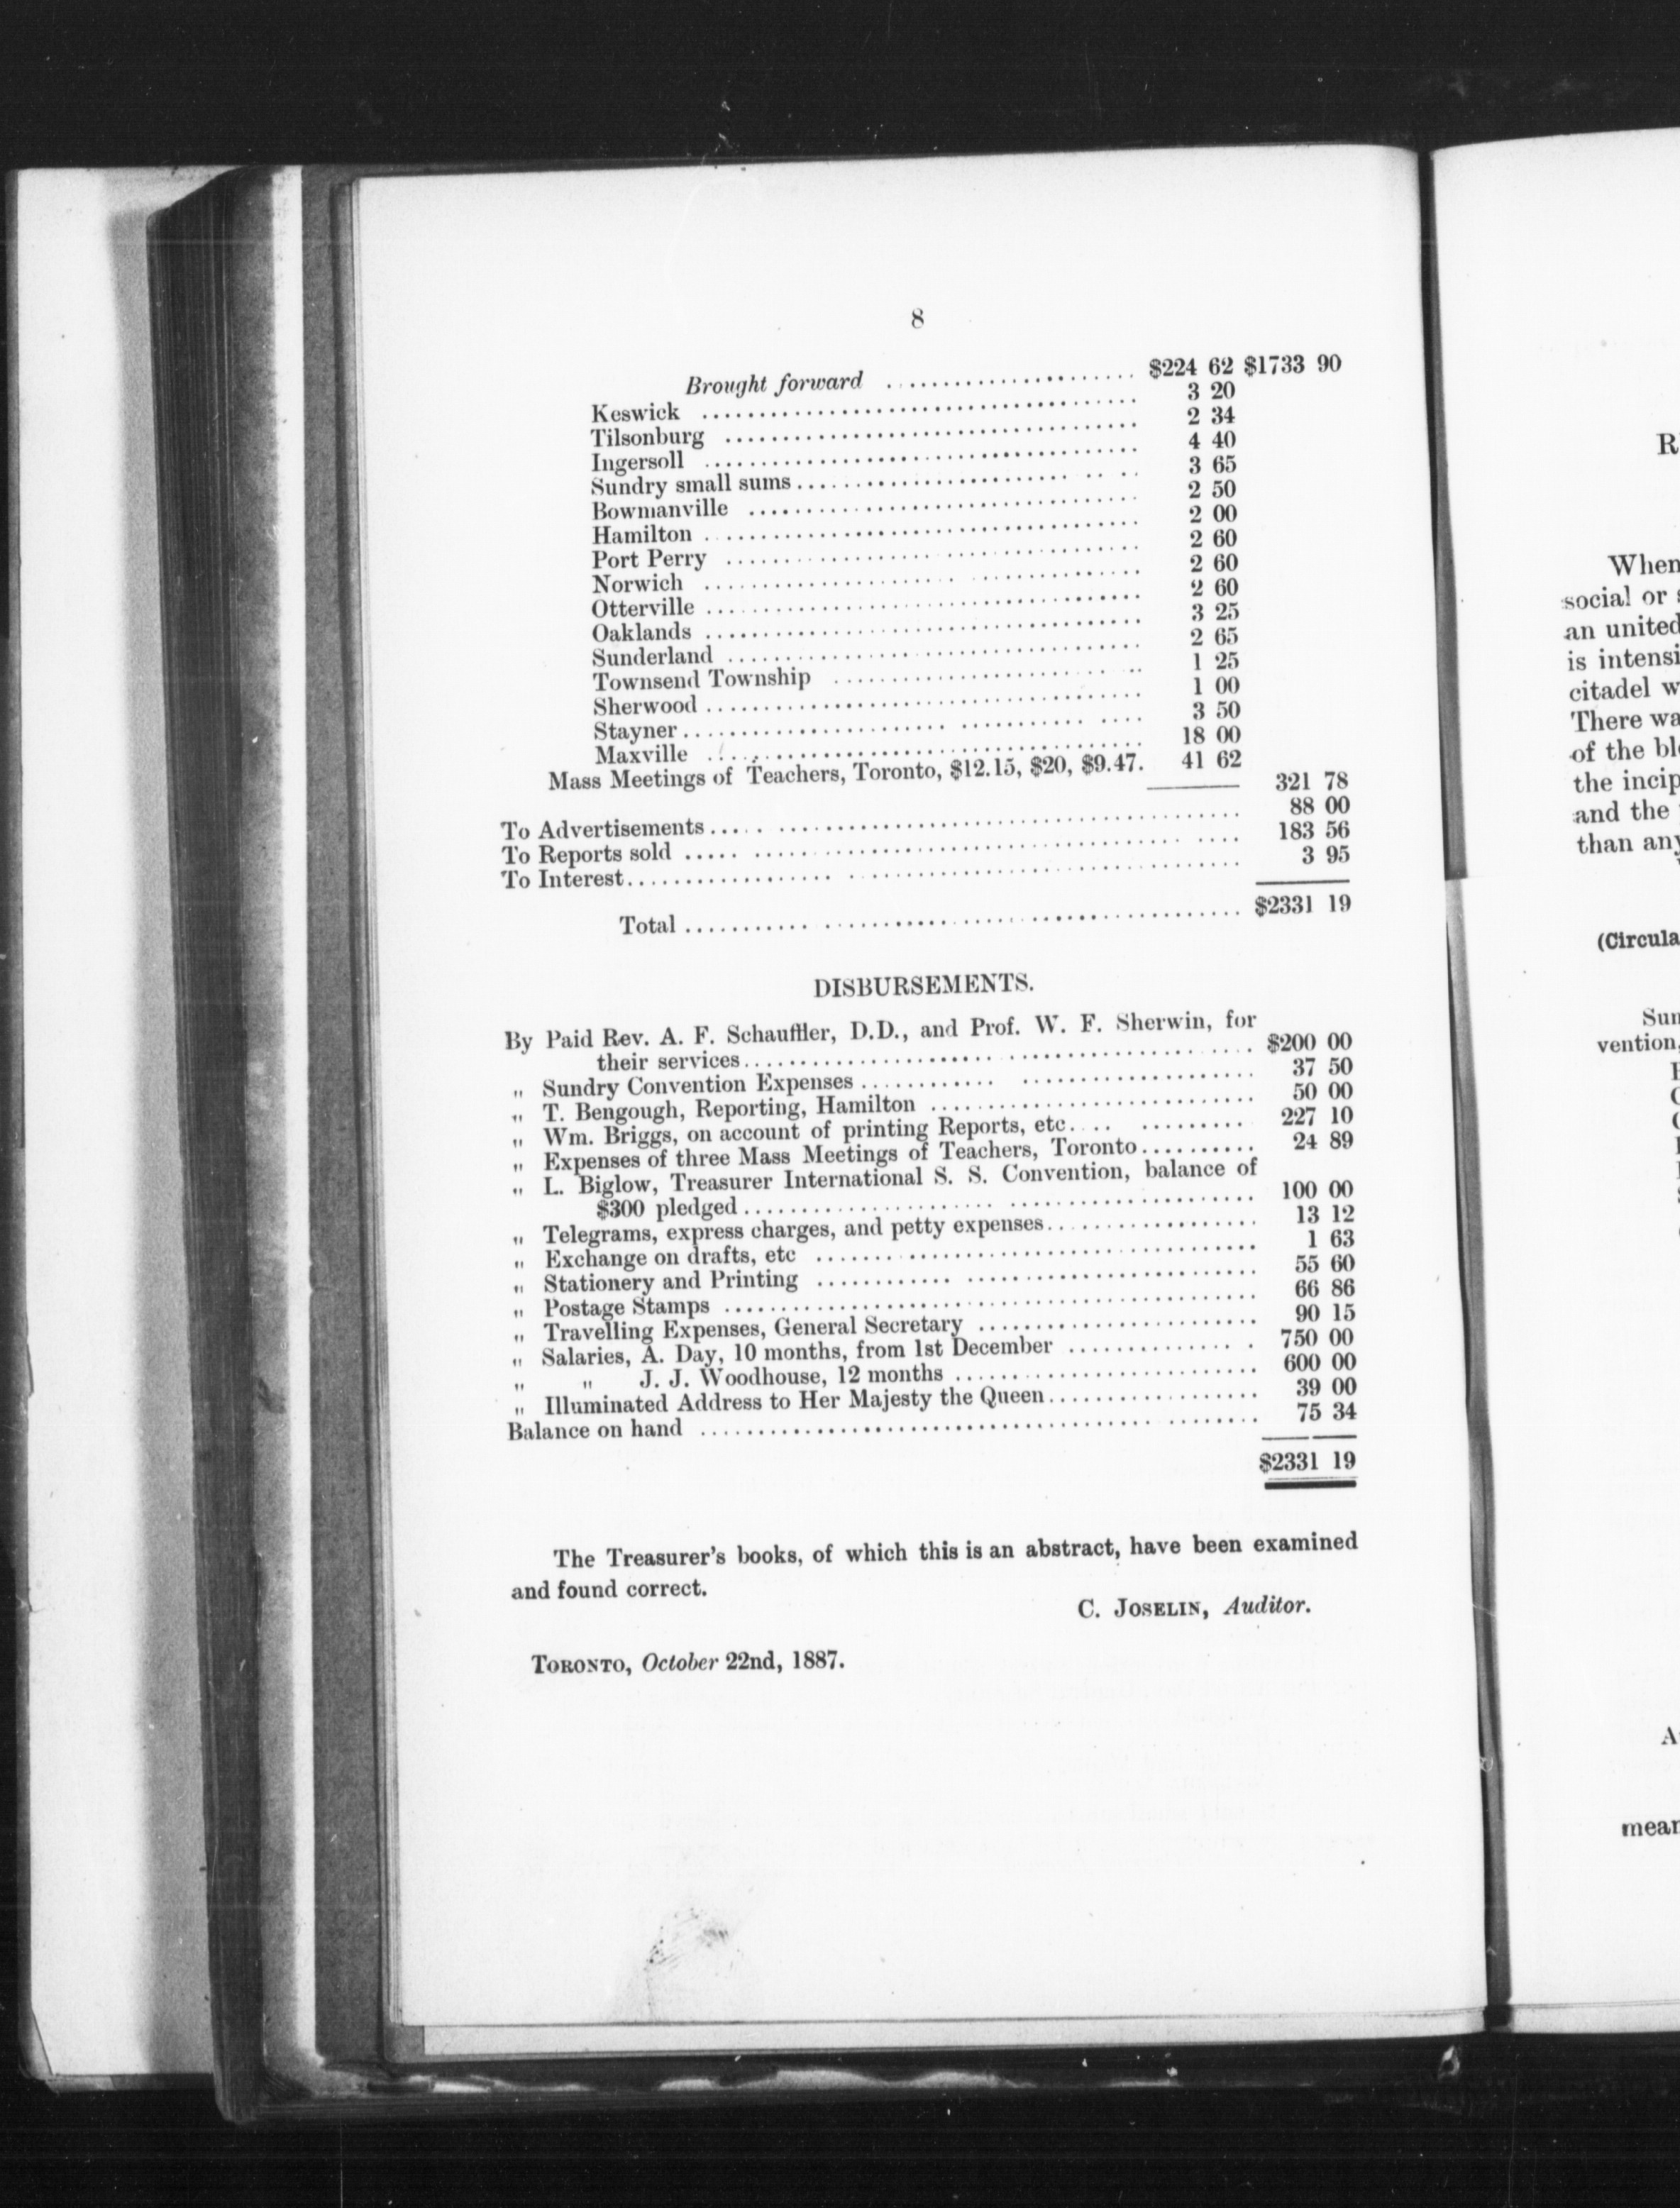 8
Brought forward ...................... $224 62 $1733 90
Keswick ...................................... 3 20
Tilsonburg .................................... 2 34
Ingersoll ...................................... 4 40
Sundry small sums........................ .. .. 3 65
Bowmanville .................................. 2 50
Hamilton ...................................... 2 00
Port Perry .................................... 2 60
Norwich ...................... ............... 2 60
Otterville ...................................... 2 60
Oaklands ...................................... 3 25
Sunderland .................................... 2 65
Townsend Township ...................... .. 1 25
Sherwood ...................................... 1 00
Stayner....................... ........... .... 3 50
Maxville ...................................... 18 00
Mass Meetings of Teachers, Toronto, $12.15, $20, $9.47. 41 62
321 78
To Advertisements..... ........................................ 88 00
To Reports sold ..... ...................................... .... 183 56
To Interest.................. .................................. 3 95
Total ........... ..................................... $2331 19
DISBURSEMENTS.
By Paid Rev. A. F. Schauffler, D.D., and Prof. W. F. Sherwin, for
their services....................... ...................... $200 00
" Sundry Convention Expenses ............ .................... 37 50
" T. Bengough, Reporting, Hamilton ............................ 50 00
" Wm. Briggs, on account of printing Reports, etc.... ......... 227 10
" Expenses of three Mass Meetings of Teachers, Toronto.......... 24 89
" L. Biglow, Treasurer International S. S. Convention, balance of
$300 pledged...................... ..................... 100 00
" Telegrams, express charges, and petty expenses................... 13 12
" Exchange on drafts, etc ...................................... 1 63
" Stationery and Printing ............ .......................... 55 60
" Postage Stamps .............................................. 66 86
" Travelling Expenses, General Secretary ........................ 90 15
" Salaries, A. Day, 10 months, from 1st December ............... . 750 00
" " J. J. Woodhouse, 12 months ........................... 600 00
" Illuminated Address to Her Majesty the Queen................... 39 00
Balance on hand ........................................ ........ 75 34
$2331 19
The Treasurer's books, of which this is an abstract, have been examined
and found correct.
C. Joselin, Auditor.
Toronto, October 22nd, 1887.
R
When
social or
an united
is intensi
citadel w
There wa
of the bl
the incip
and the
than any
(Circula
Sun
vention,
A
mean